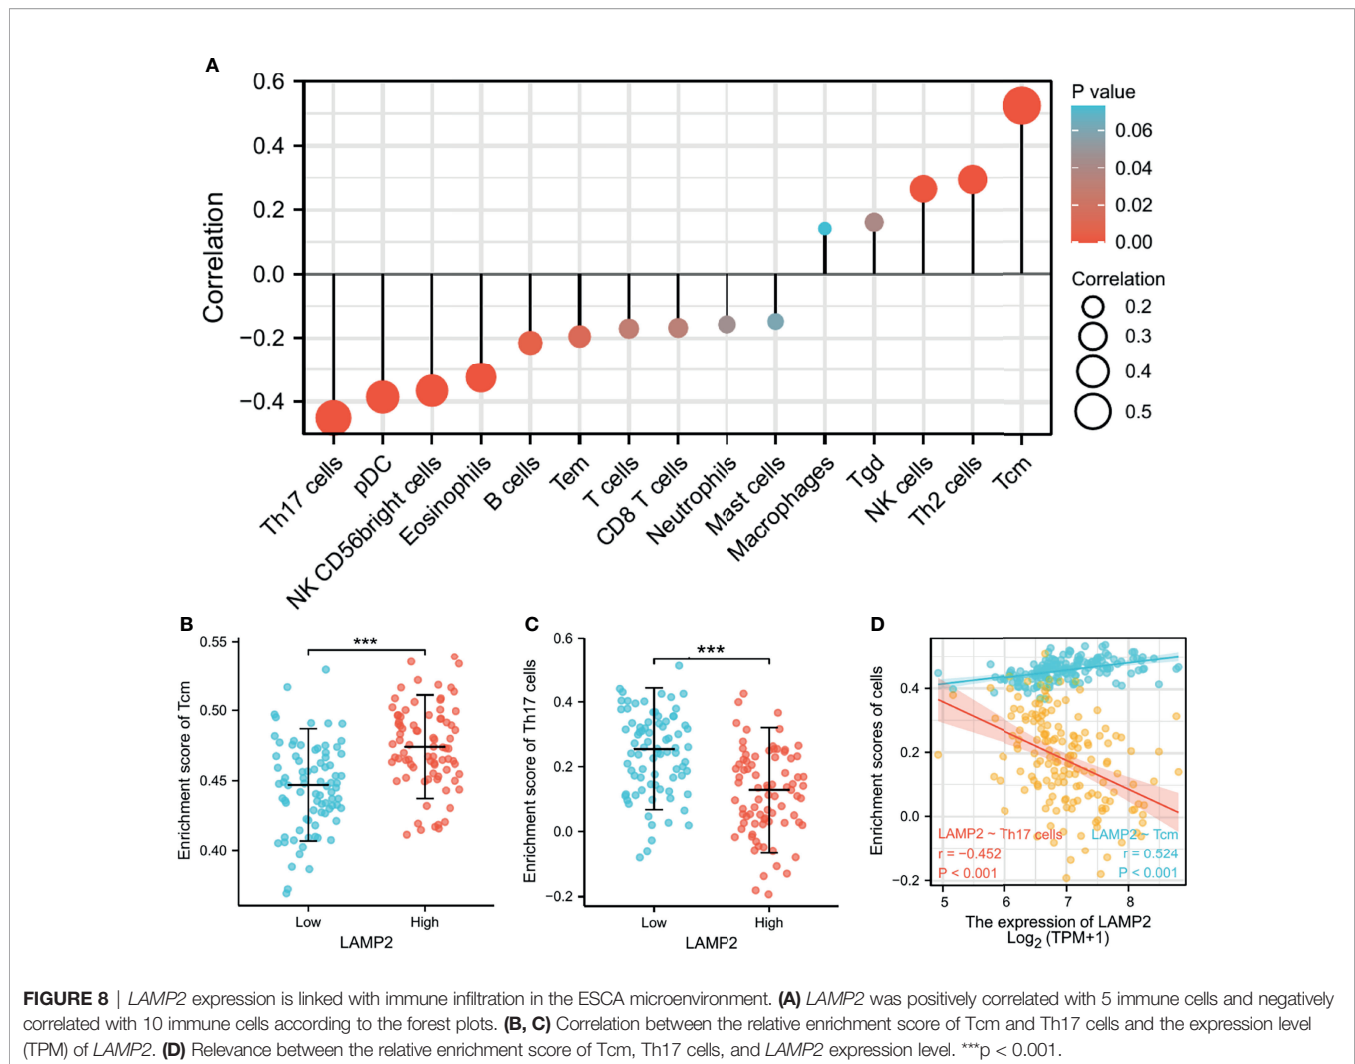 A
0.6
0.4
0.2
0.0
−0.2
−0.4
Correlation
Th17 cells
pDC
NK CD56bright cells
Eosinophils
B cells
Tem
T cells
CD8 T cells
Neutrophils
Mast cells
Macrophages
Tgd
NK cells
Th2 cells
Tcm
P value
0.06
0.04
0.02
0.00
Correlation
0.2
0.3
0.4
0.5
B
0.55
0.50
0.45
0.40
Enrichment score of Tcm
***
Low High
LAMP2
C
0.6
0.4
0.2
0.0
−0.2
Enrichment score of Th17 cells
***
Low High
LAMP2
D
0.4
0.2
0.0
−0.2
Enrichment scores of cells
LAMP2 ~ Th17 cells
r = −0.452
P < 0.001
LAMP2 ~ Tcm
r = 0.524
P < 0.001
5 6 7 8
The expression of LAMP2
Log2 (TPM+1)
FIGURE 8 | LAMP2 expression is linked with immune infiltration in the ESCA microenvironment. (A) LAMP2 was positively correlated with 5 immune cells and negatively
correlated with 10 immune cells according to the forest plots. (B, C) Correlation between the relative enrichment score of Tcm and Th17 cells and the expression level
(TPM) of LAMP2. (D) Relevance between the relative enrichment score of Tcm, Th17 cells, and LAMP2 expression level. ***p < 0.001.